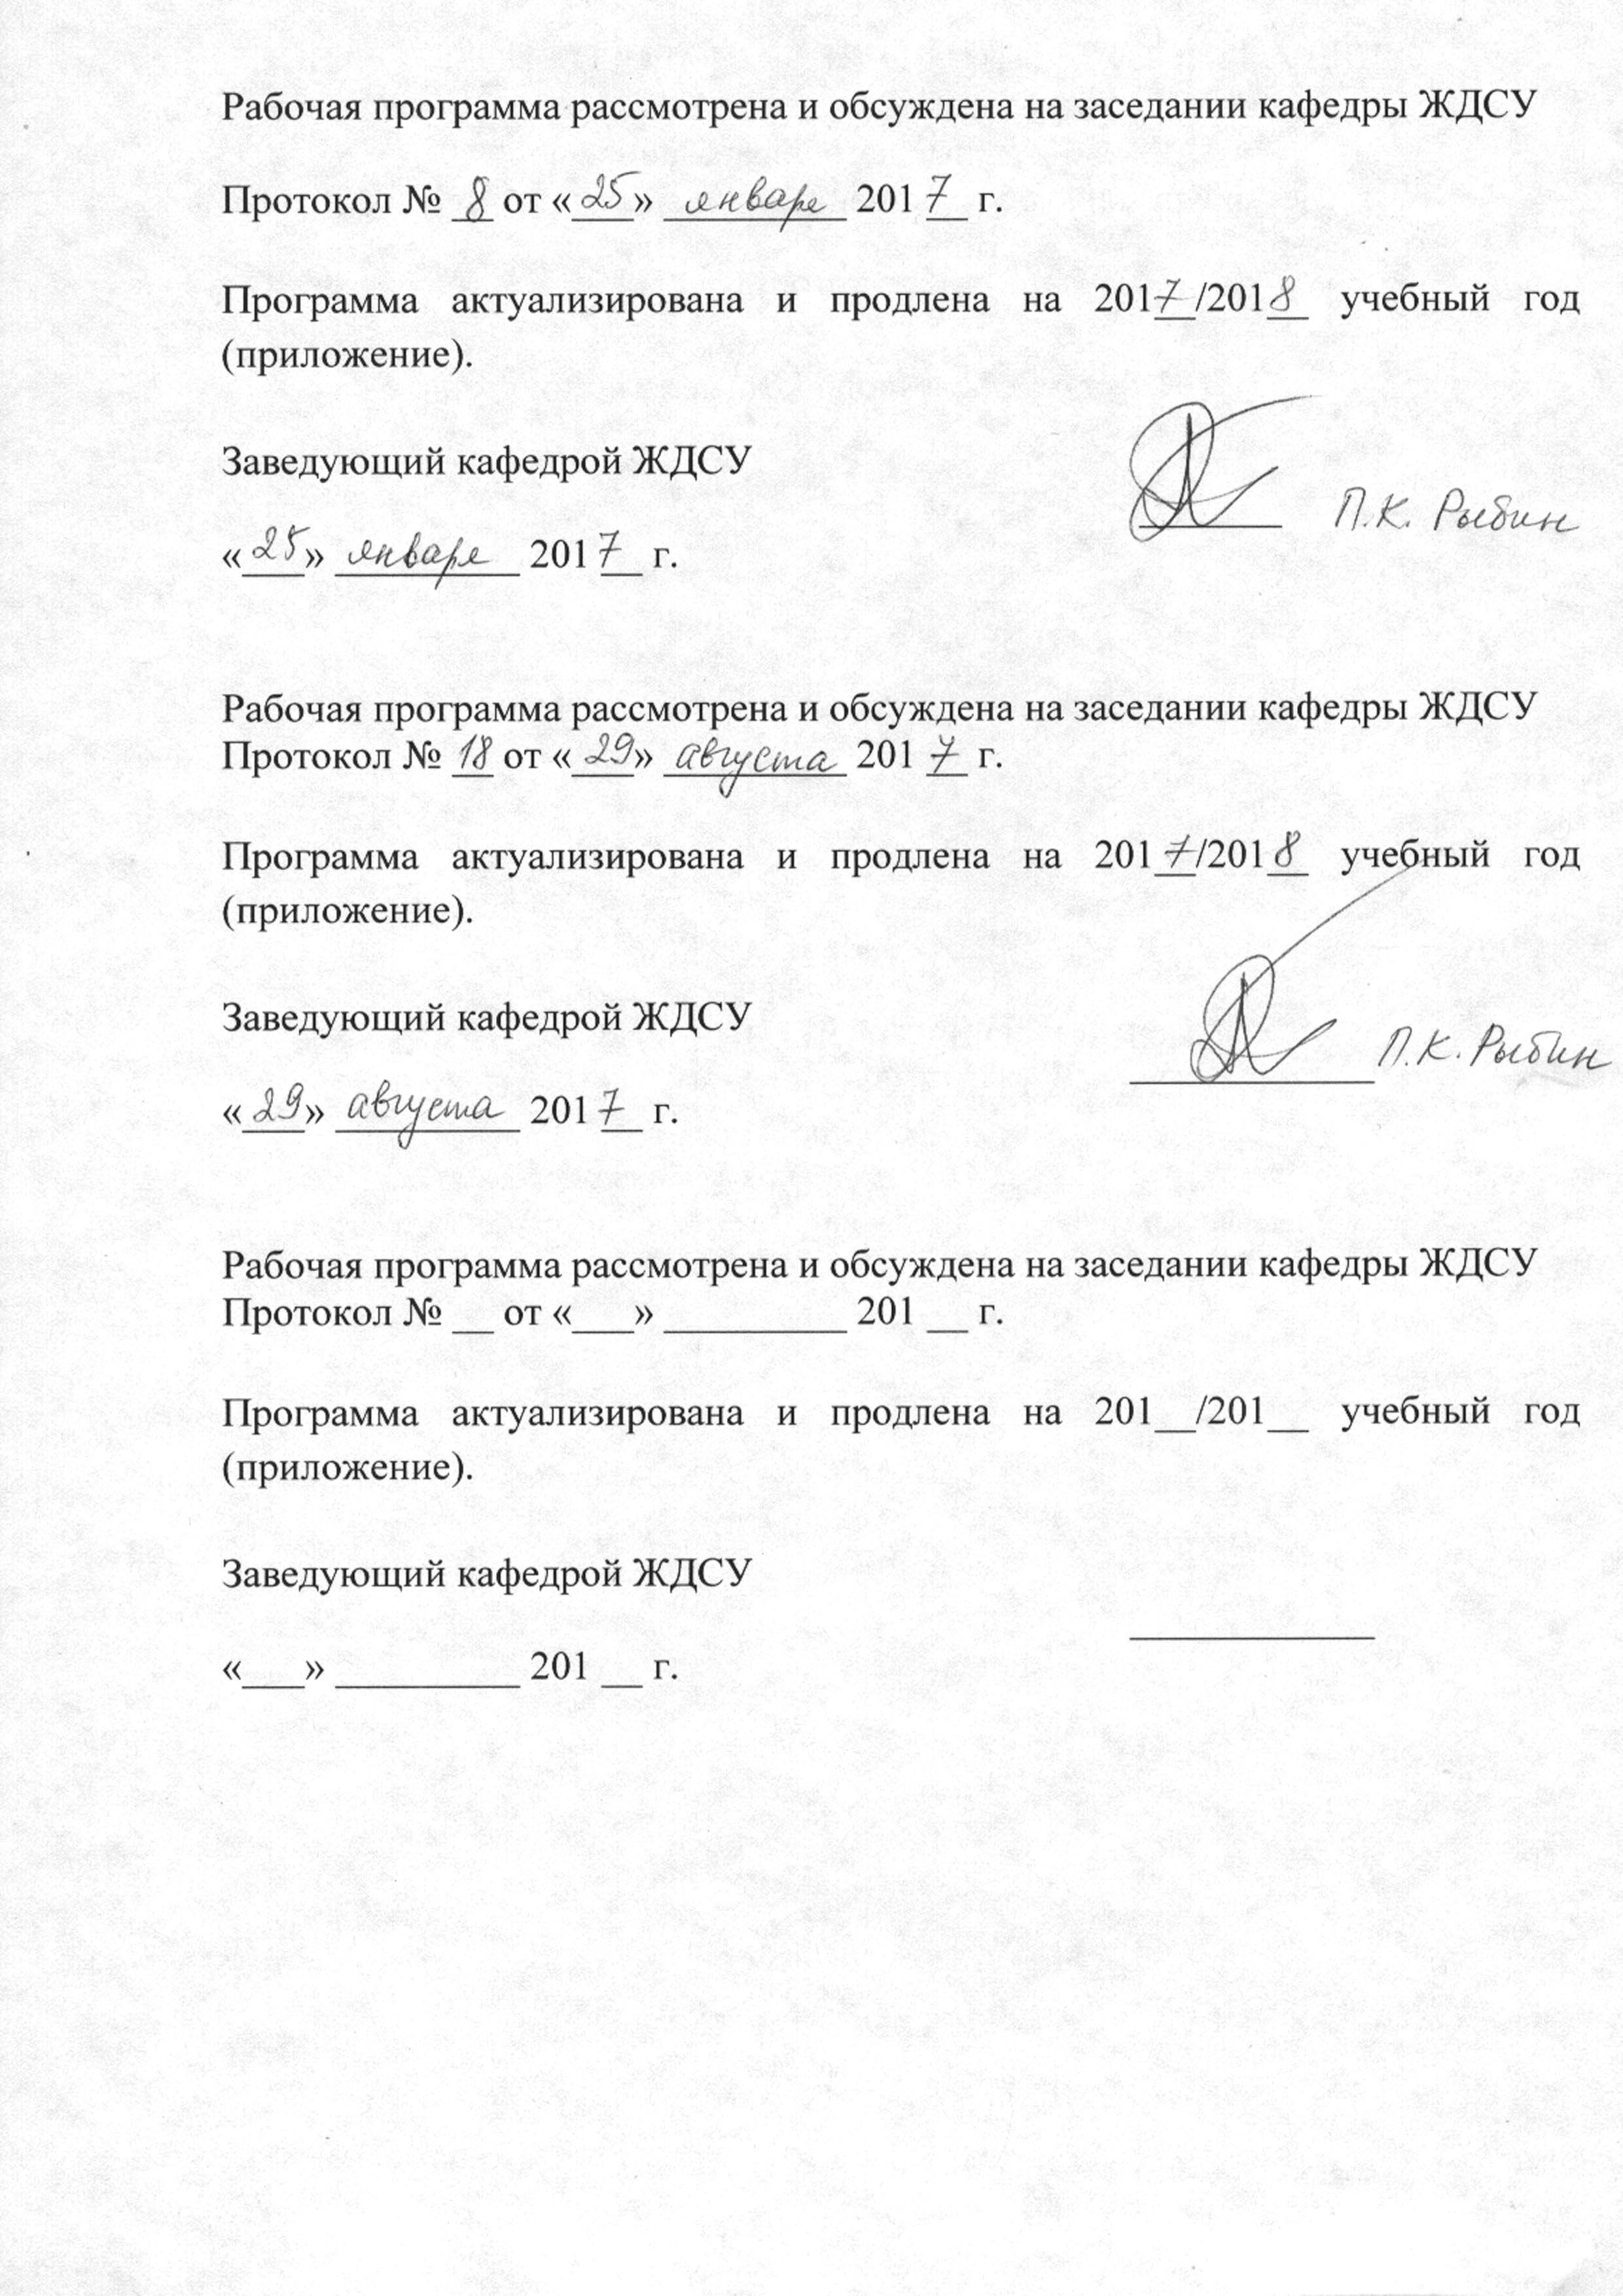 Рабочая программа рассмотрена и обсуждена на заседании кафедры ЖДСУ
Протокол № 8 от «25» января 2017 г.
Программа актуализирована и продлена на 2017/2018 учебный год
(приложение).
Заведующий кафедрой ЖДСУ
П.К. Рыбин
«25» января 2017 г.
Рабочая программа рассмотрена и обсуждена на заседании кафедры ЖДСУ
Протокол № 18 от «29» августа 2017 г.
Программа актуализирована и продлена на 2017/2018 учебный год
(приложение).
Заведующий кафедрой ЖДСУ
П.К. Рыбин
«29» августа 2017 г.
Рабочая программа рассмотрена и обсуждена на заседании кафедры ЖДСУ
Протокол № __ от «___» _________ 201 __ г.
Программа актуализирована и продлена на 201__/201__ учебный год
(приложение).
Заведующий кафедрой ЖДСУ
____________
«___» _________ 201 __ г.